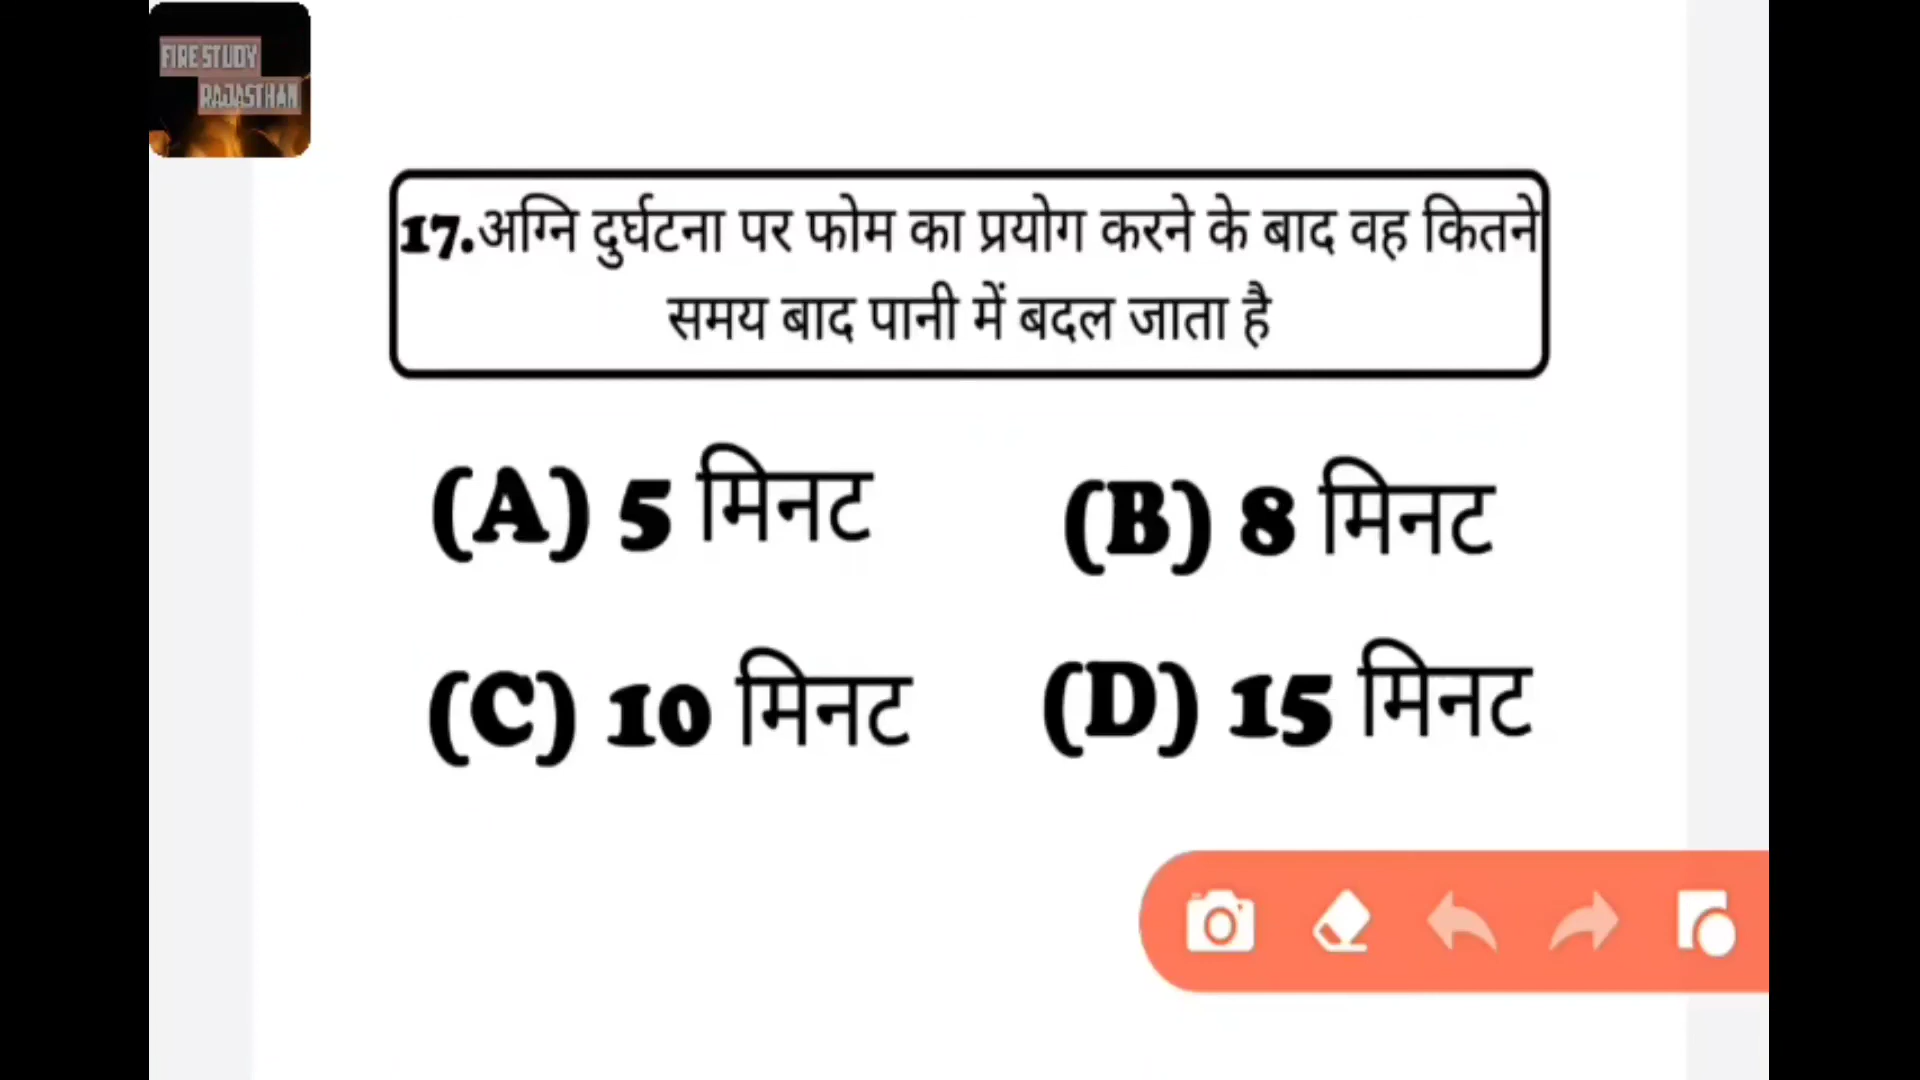 FIRE STUDY
RAJASTHAN
17.अग्नि दुर्घटना पर फोम का प्रयोग करने के बाद वह कितने
समय बाद पानी में बदल जाता है
(A) 5 मिनट
(B) 8 मिनट
(C) 10 मिनट
(D) 15 मिनट